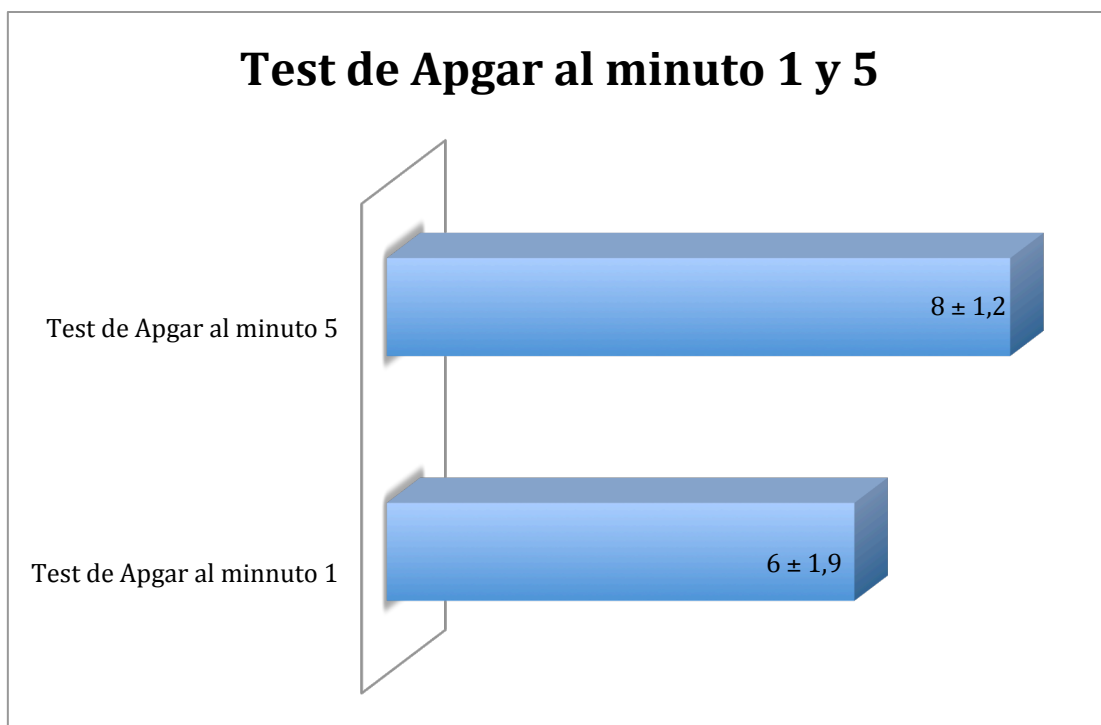 Test de Apgar al minuto 1 y 5
8 ± 1,2
Test de Apgar al minuto 5
6 ± 1,9
Test de Apgar al minnuto 1